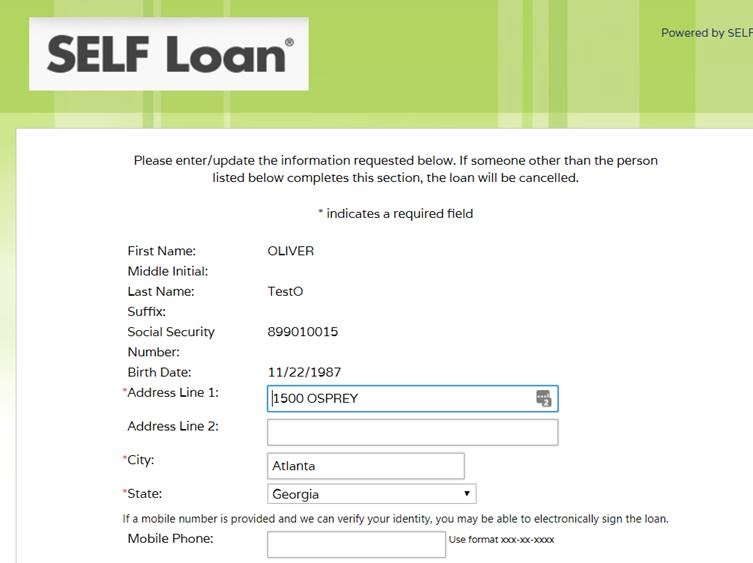 SELF Loan®
Powered by SELF
Please enter/update the information requested below. If someone other than the person
listed below completes this section, the loan will be cancelled.
* indicates a required field
First Name: OLIVER
Middle Initial:
Last Name: TestO
Suffix:
Social Security 899010015
Number:
Birth Date: 11/22/1987
*Address Line 1: 1500 OSPREY
Address Line 2:
*City: Atlanta
*State: Georgia
If a mobile number is provided and we can verify your identity, you may be able to electronically sign the loan.
Mobile Phone: Use format xxx-xx-xxxx